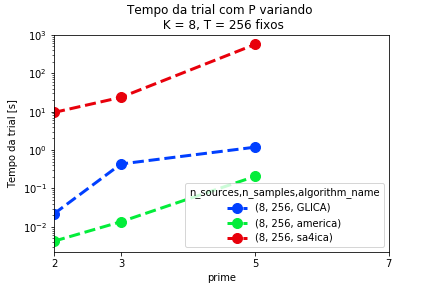 Tempo da trial com P variando
K = 8, T = 256 fixos
Tempo da trial [s]
10³
10²
10¹
10⁰
10⁻¹
10⁻²
n_sources,n_samples,algorithm_name
(8, 256, GLICA)
(8, 256, america)
(8, 256, sa4ica)
2 3 5 7
prime